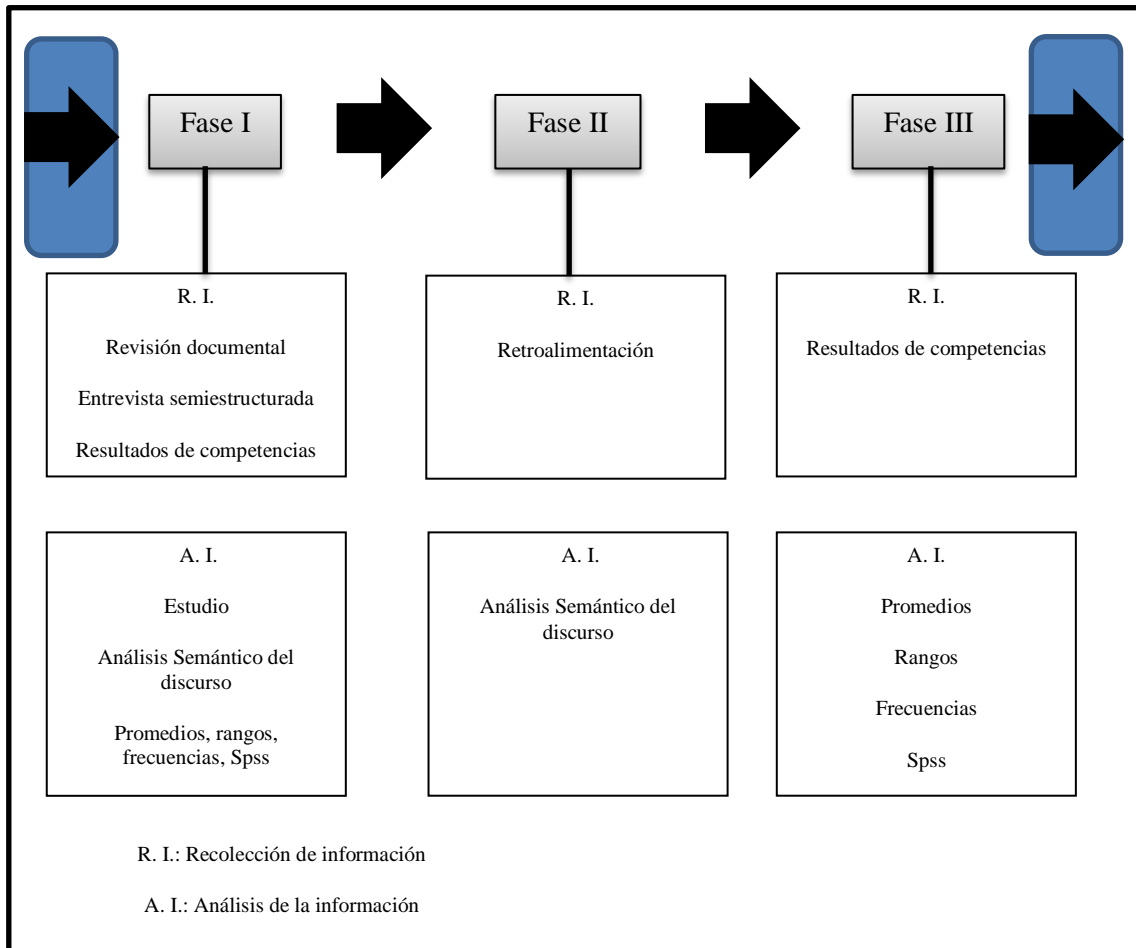 Fase I
Fase II
Fase III
R. I.
Revisión documental
Entrevista semiestructurada
Resultados de competencias
R. I.
Retroalimentación
R. I.
Resultados de competencias
A. I.
Estudio
Análisis Semántico del
discurso
Promedios, rangos,
frecuencias, Spss
A. I.
Análisis Semántico del
discurso
A. I.
Promedios
Rangos
Frecuencias
Spss
R. I.: Recolección de información
A. I.: Análisis de la información